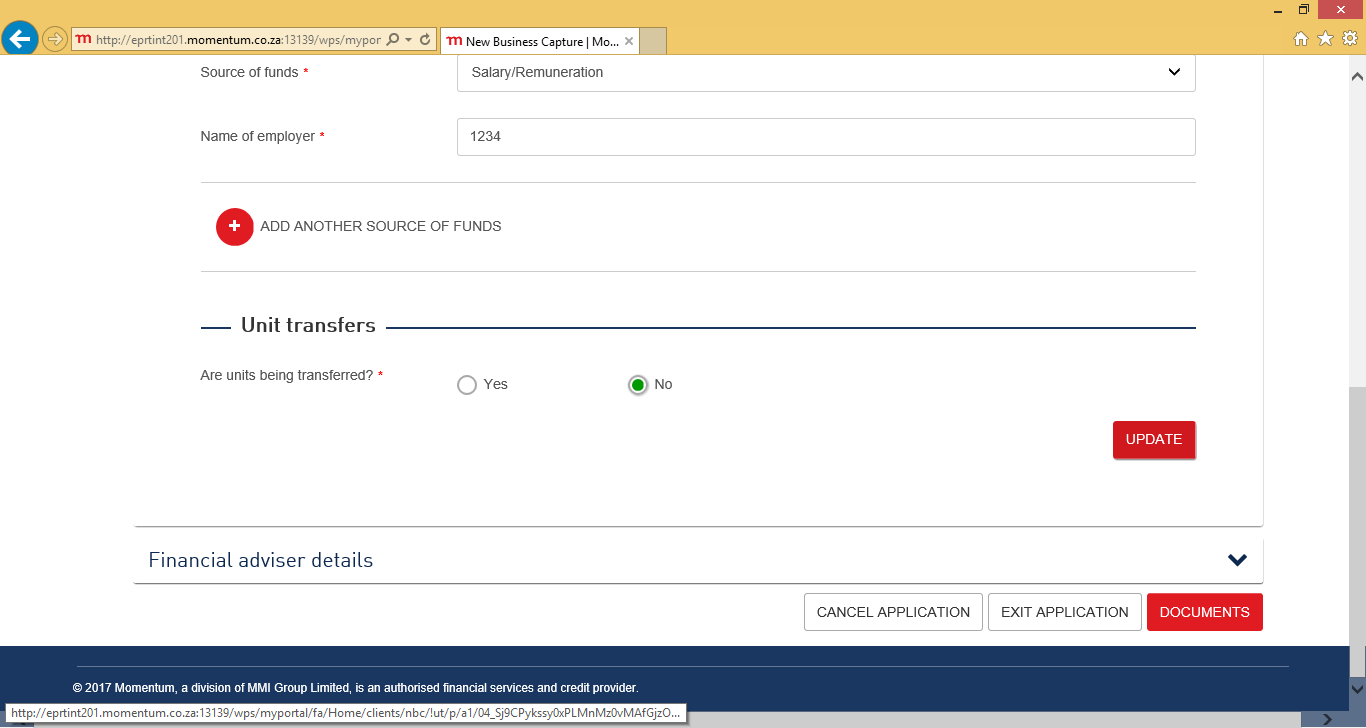 http://eprtint201.momentum.co.za:13139/wps/mypor
m New Business Capture | Mo...
Source of funds *
Salary/Remuneration
Name of employer *
1234
ADD ANOTHER SOURCE OF FUNDS
Unit transfers
Are units being transferred? *
Yes
No
UPDATE
Financial adviser details
CANCEL APPLICATION
EXIT APPLICATION
DOCUMENTS
© 2017 Momentum, a division of MMI Group Limited, is an authorised financial services and credit provider.
http://eprtint201.momentum.co.za:13139/wps/myportal/fa/Home/clients/nbc/!ut/p/a1/04_Sj9CPykssy0xPLMnMz0vMAfGjzO...